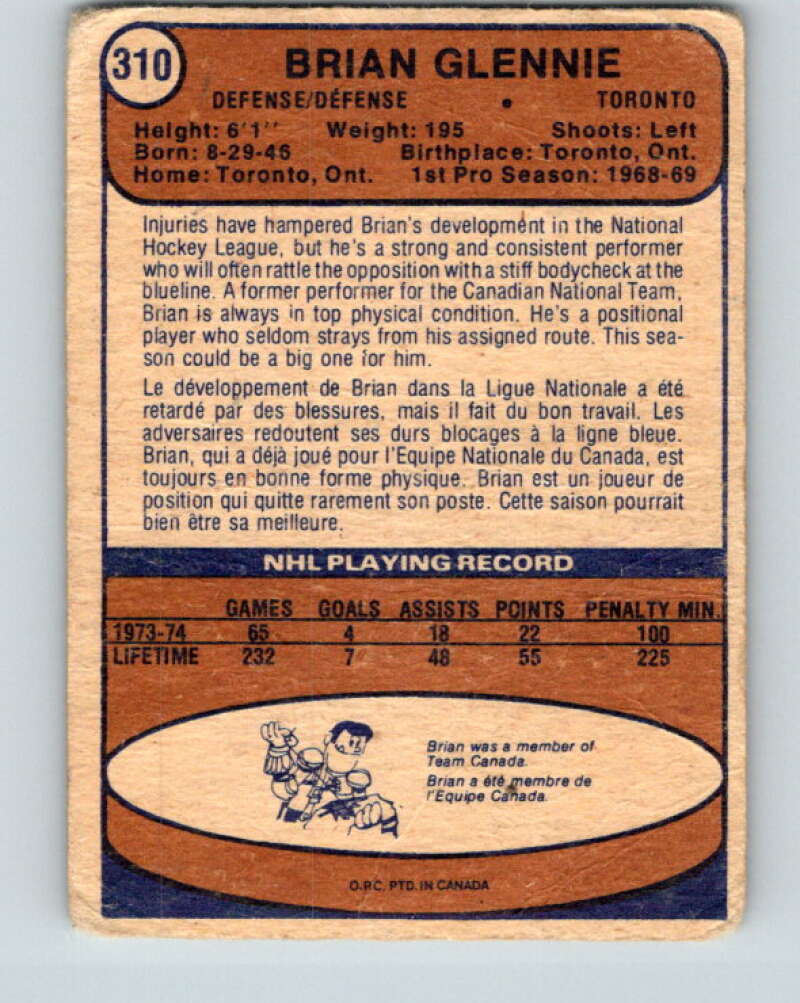 310
BRIAN GLENNIE
DEFENSE/DÉFENSE • TORONTO
Height: 6'1'' Weight: 195 Shoots: Left
Born: 8-29-46 Birthplace: Toronto, Ont.
Home: Toronto, Ont. 1st Pro Season: 1968-69
Injuries have hampered Brian's development in the National
Hockey League, but he's a strong and consistent performer
who will often rattle the opposition with a stiff bodycheck at the
blueline. A former performer for the Canadian National Team,
Brian is always in top physical condition. He's a positional
player who seldom strays from his assigned route. This sea-
son could be a big one for him.
Le développement de Brian dans la Ligue Nationale a été
retardé par des blessures, mais il fait du bon travail. Les
adversaires redoutent ses durs blocages à la ligne bleue.
Brian, qui a déjà joué pour l'Equipe Nationale du Canada, est
toujours en bonne forme physique. Brian est un joueur de
position qui quitte rarement son poste. Cette saison pourrait
bien être sa meilleure.
NHL PLAYING RECORD
GAMES GOALS ASSISTS POINTS PENALTY MIN.
1973-74 65 4 18 22 100
LIFETIME 232 7 48 55 225
Brian was a member of
Team Canada.
Brian a été membre de
l'Equipe Canada.
O.P.C. PTD. IN CANADA